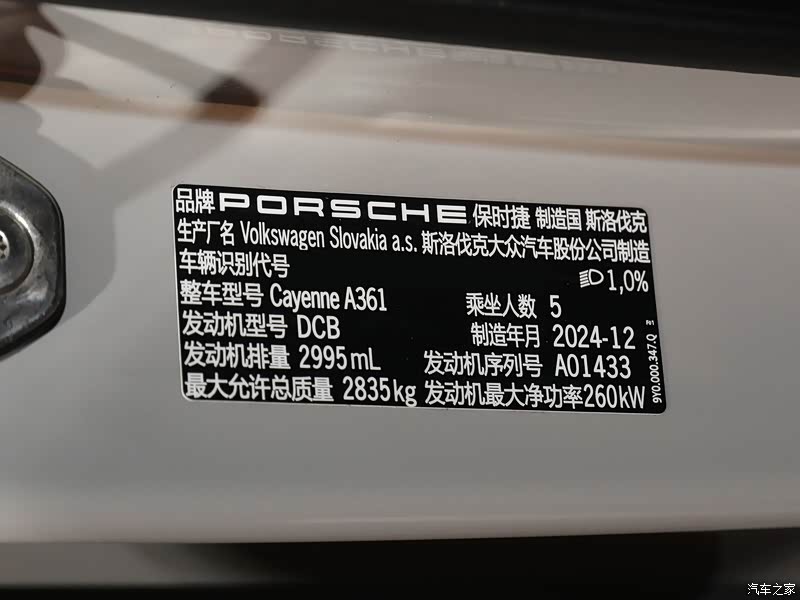 品牌 PORSCHE 保时捷 制造国 斯洛伐克
生产厂名 Volkswagen Slovakia a.s. 斯洛伐克大众汽车股份公司制造
车辆识别代号 1,0%
整车型号 Cayenne A361 乘坐人数 5
发动机型号 DCB 制造年月 2024-12
发动机排量 2995 mL 发动机序列号 A01433
最大允许总质量 2835 kg 发动机最大净功率 260kW
9Y0.000.347.Q
汽车之家